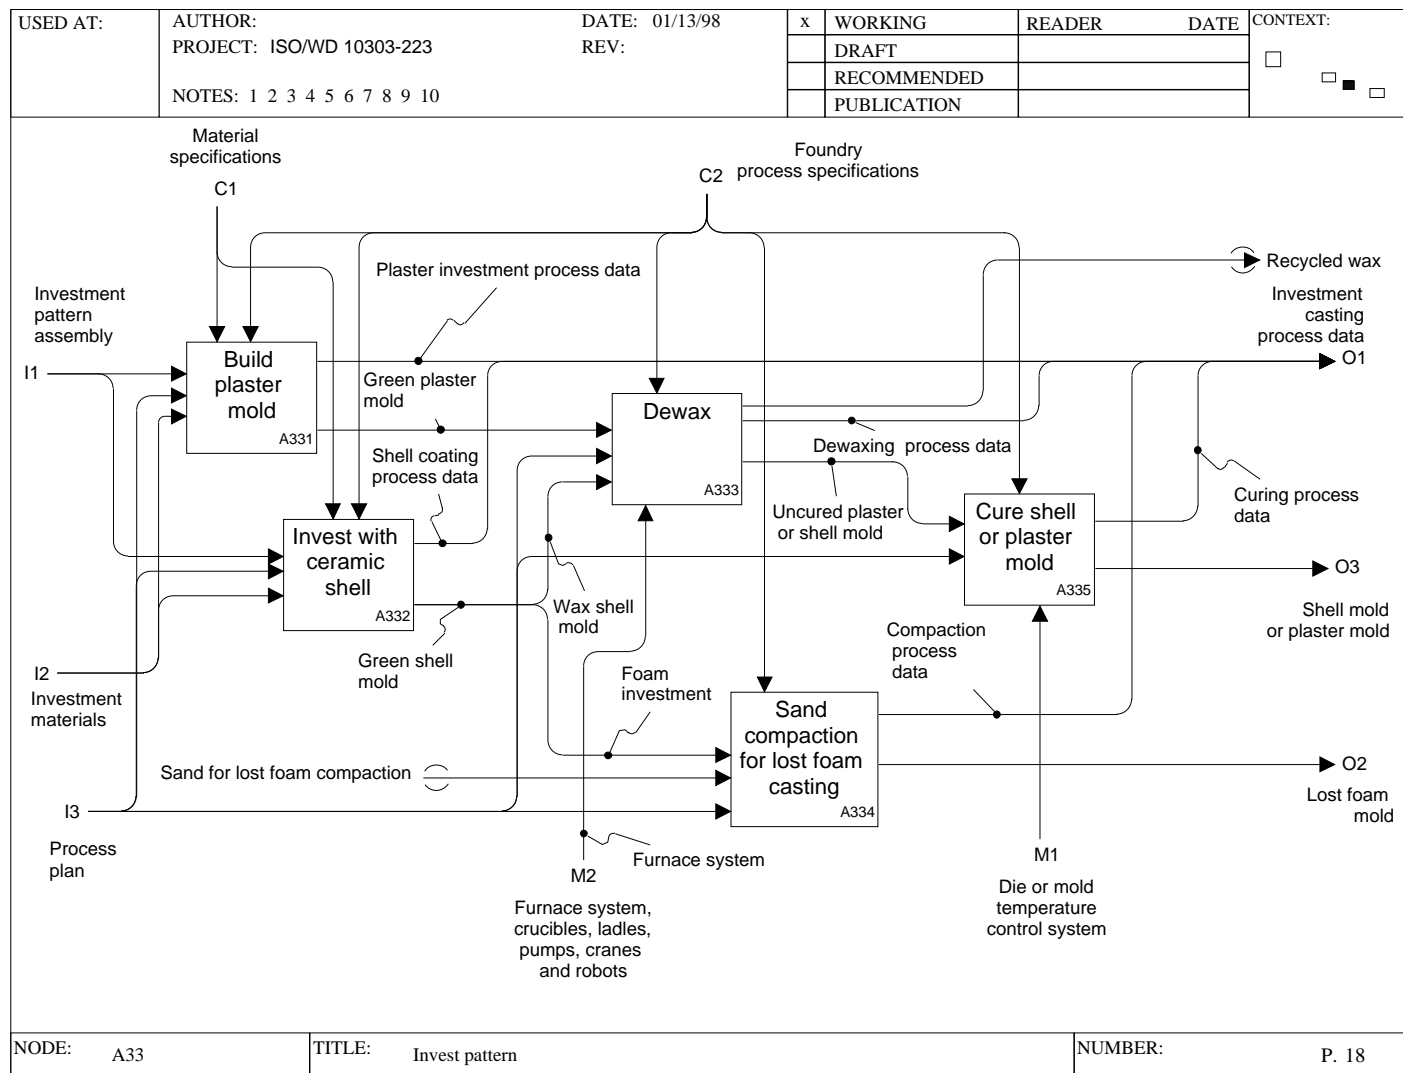 USED AT:
AUTHOR:
DATE: 01/13/98
PROJECT: ISO/WD 10303-223
REV:
NOTES: 1 2 3 4 5 6 7 8 9 10
x WORKING
DRAFT
RECOMMENDED
PUBLICATION
READER DATE
CONTEXT:
Material
specifications
C1
Foundry
process specifications
C2
Plaster investment process data
Recycled wax
Investment
pattern
assembly
I1
Investment
casting
process data
O1
Build
plaster
mold
A331
Green plaster
mold
Dewax
A333
Shell coating
process data
Dewaxing process data
Uncured plaster
or shell mold
Curing process
data
Invest with
ceramic
shell
A332
Cure shell
or plaster
mold
A335
O3
Shell mold
or plaster mold
Wax shell
mold
Green shell
mold
Compaction
process
data
I2
Investment
materials
Foam
investment
Sand
compaction
for lost foam
casting
A334
Sand for lost foam compaction
O2
Lost foam
mold
I3
Process
plan
Furnace system
M2
Furnace system,
crucibles, ladles,
pumps, cranes
and robots
M1
Die or mold
temperature
control system
NODE: A33
TITLE: Invest pattern
NUMBER: P. 18